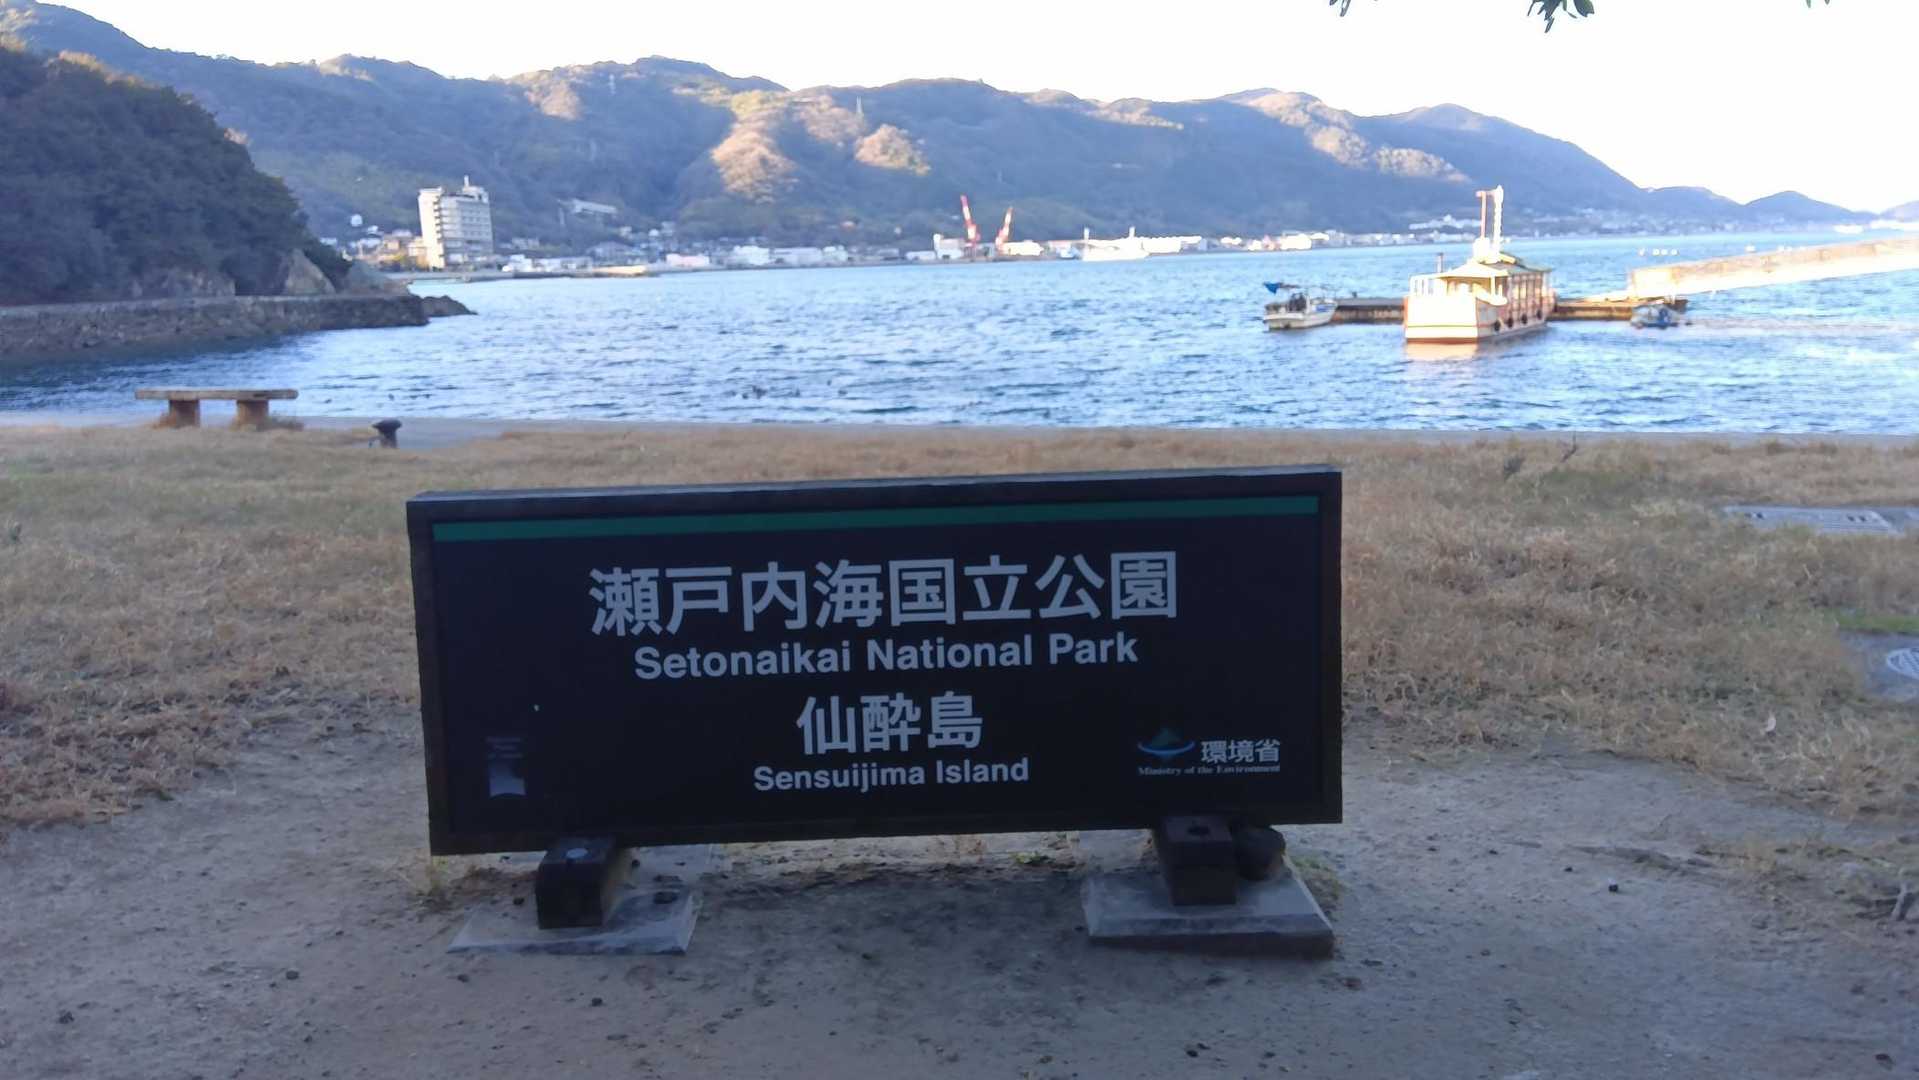 瀬戸内海国立公園
Setonaikai National Park
仙酔島
Sensuijima Island
環境省
Ministry of the Environment